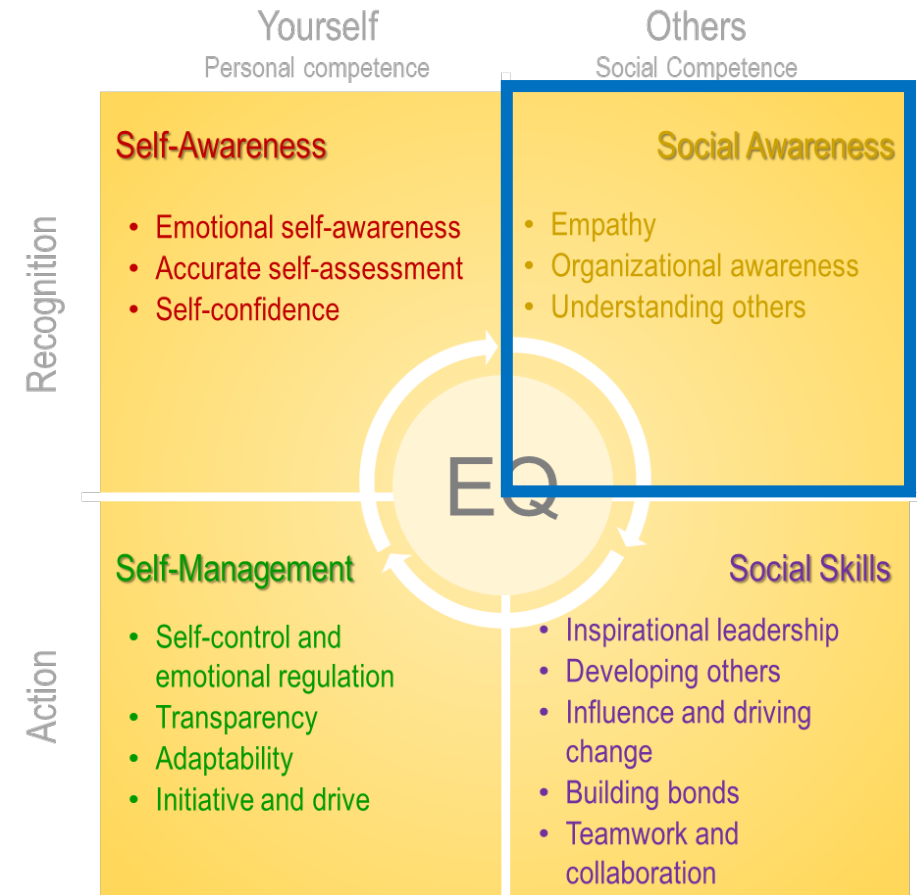 Yourself
Personal competence
Others
Social Competence
Recognition
Self-Awareness
• Emotional self-awareness
• Accurate self-assessment
• Self-confidence
Social Awareness
• Empathy
• Organizational awareness
• Understanding others
EQ
Action
Self-Management
• Self-control and
emotional regulation
• Transparency
• Adaptability
• Initiative and drive
Social Skills
• Inspirational leadership
• Developing others
• Influence and driving
change
• Building bonds
• Teamwork and
collaboration